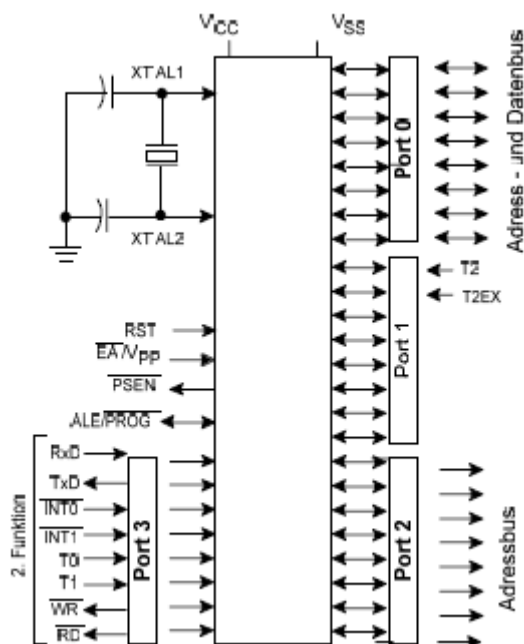 VCC VSS
XTAL1
XTAL2
Port 0
Adress - und Datenbus
Port 1
T2
T2EX
RST
EA/VPP
PSEN
ALE/PROG
2. Funktion
RxD
TxD
INT0
INT1
T0
T1
WR
RD
Port 3
Port 2
Adressbus